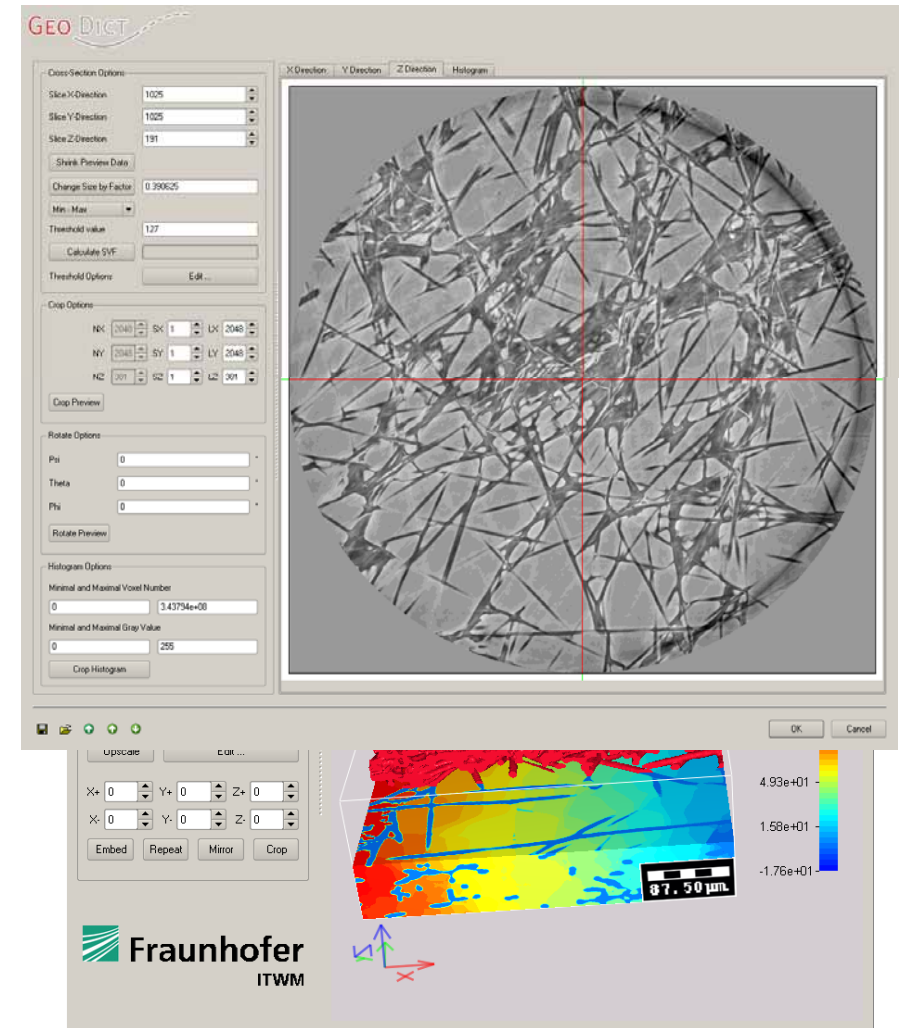 GEO DICT
Cross-Section Options
X Direction Y Direction Z Direction Histogram
Slice X-Direction 1025
Slice Y-Direction 1025
Slice Z-Direction 191
Shrink Preview Data
Change Size by Factor 0.390625
Min - Max
Threshold value 127
Calculate SVF
Threshold Options Edit ...
Crop Options
NX 2048 SX 1 LX 2048
NY 2048 SY 1 LY 2048
NZ 391 SZ 1 LZ 391
Crop Preview
Rotate Options
Psi 0 °
Theta 0 °
Phi 0 °
Rotate Preview
Histogram Options
Minimal and Maximal Voxel Number
0 3.43794e+08
Minimal and Maximal Gray Value
0 255
Crop Histogram
OK Cancel
Upscale Edit ...
X+ 0 Y+ 0 Z+ 0
X- 0 Y- 0 Z- 0
Embed Repeat Mirror Crop
4.93e+01
1.58e+01
-1.76e+01
87.50µm
Fraunhofer
ITWM
Z
Y
X